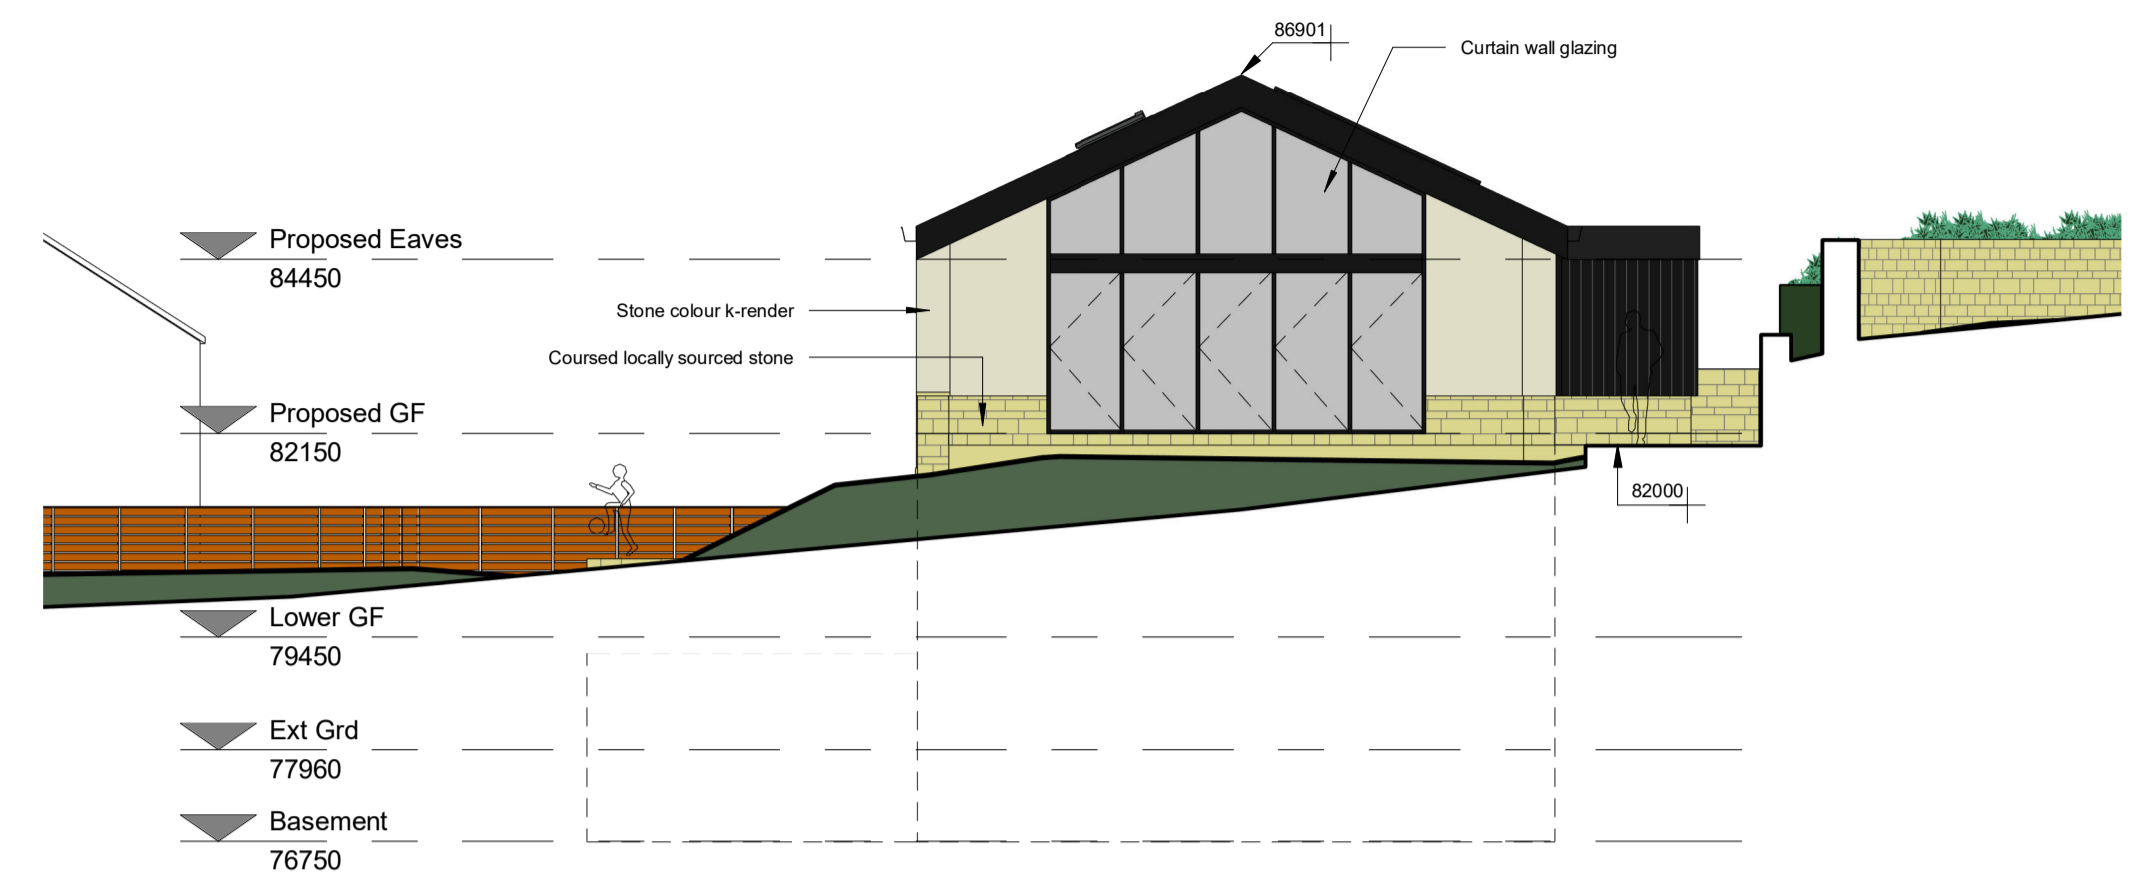 86901
Curtain wall glazing
Proposed Eaves
84450
Stone colour k-render
Coursed locally sourced stone
Proposed GF
82150
82000
Lower GF
79450
Ext Grd
77960
Basement
76750